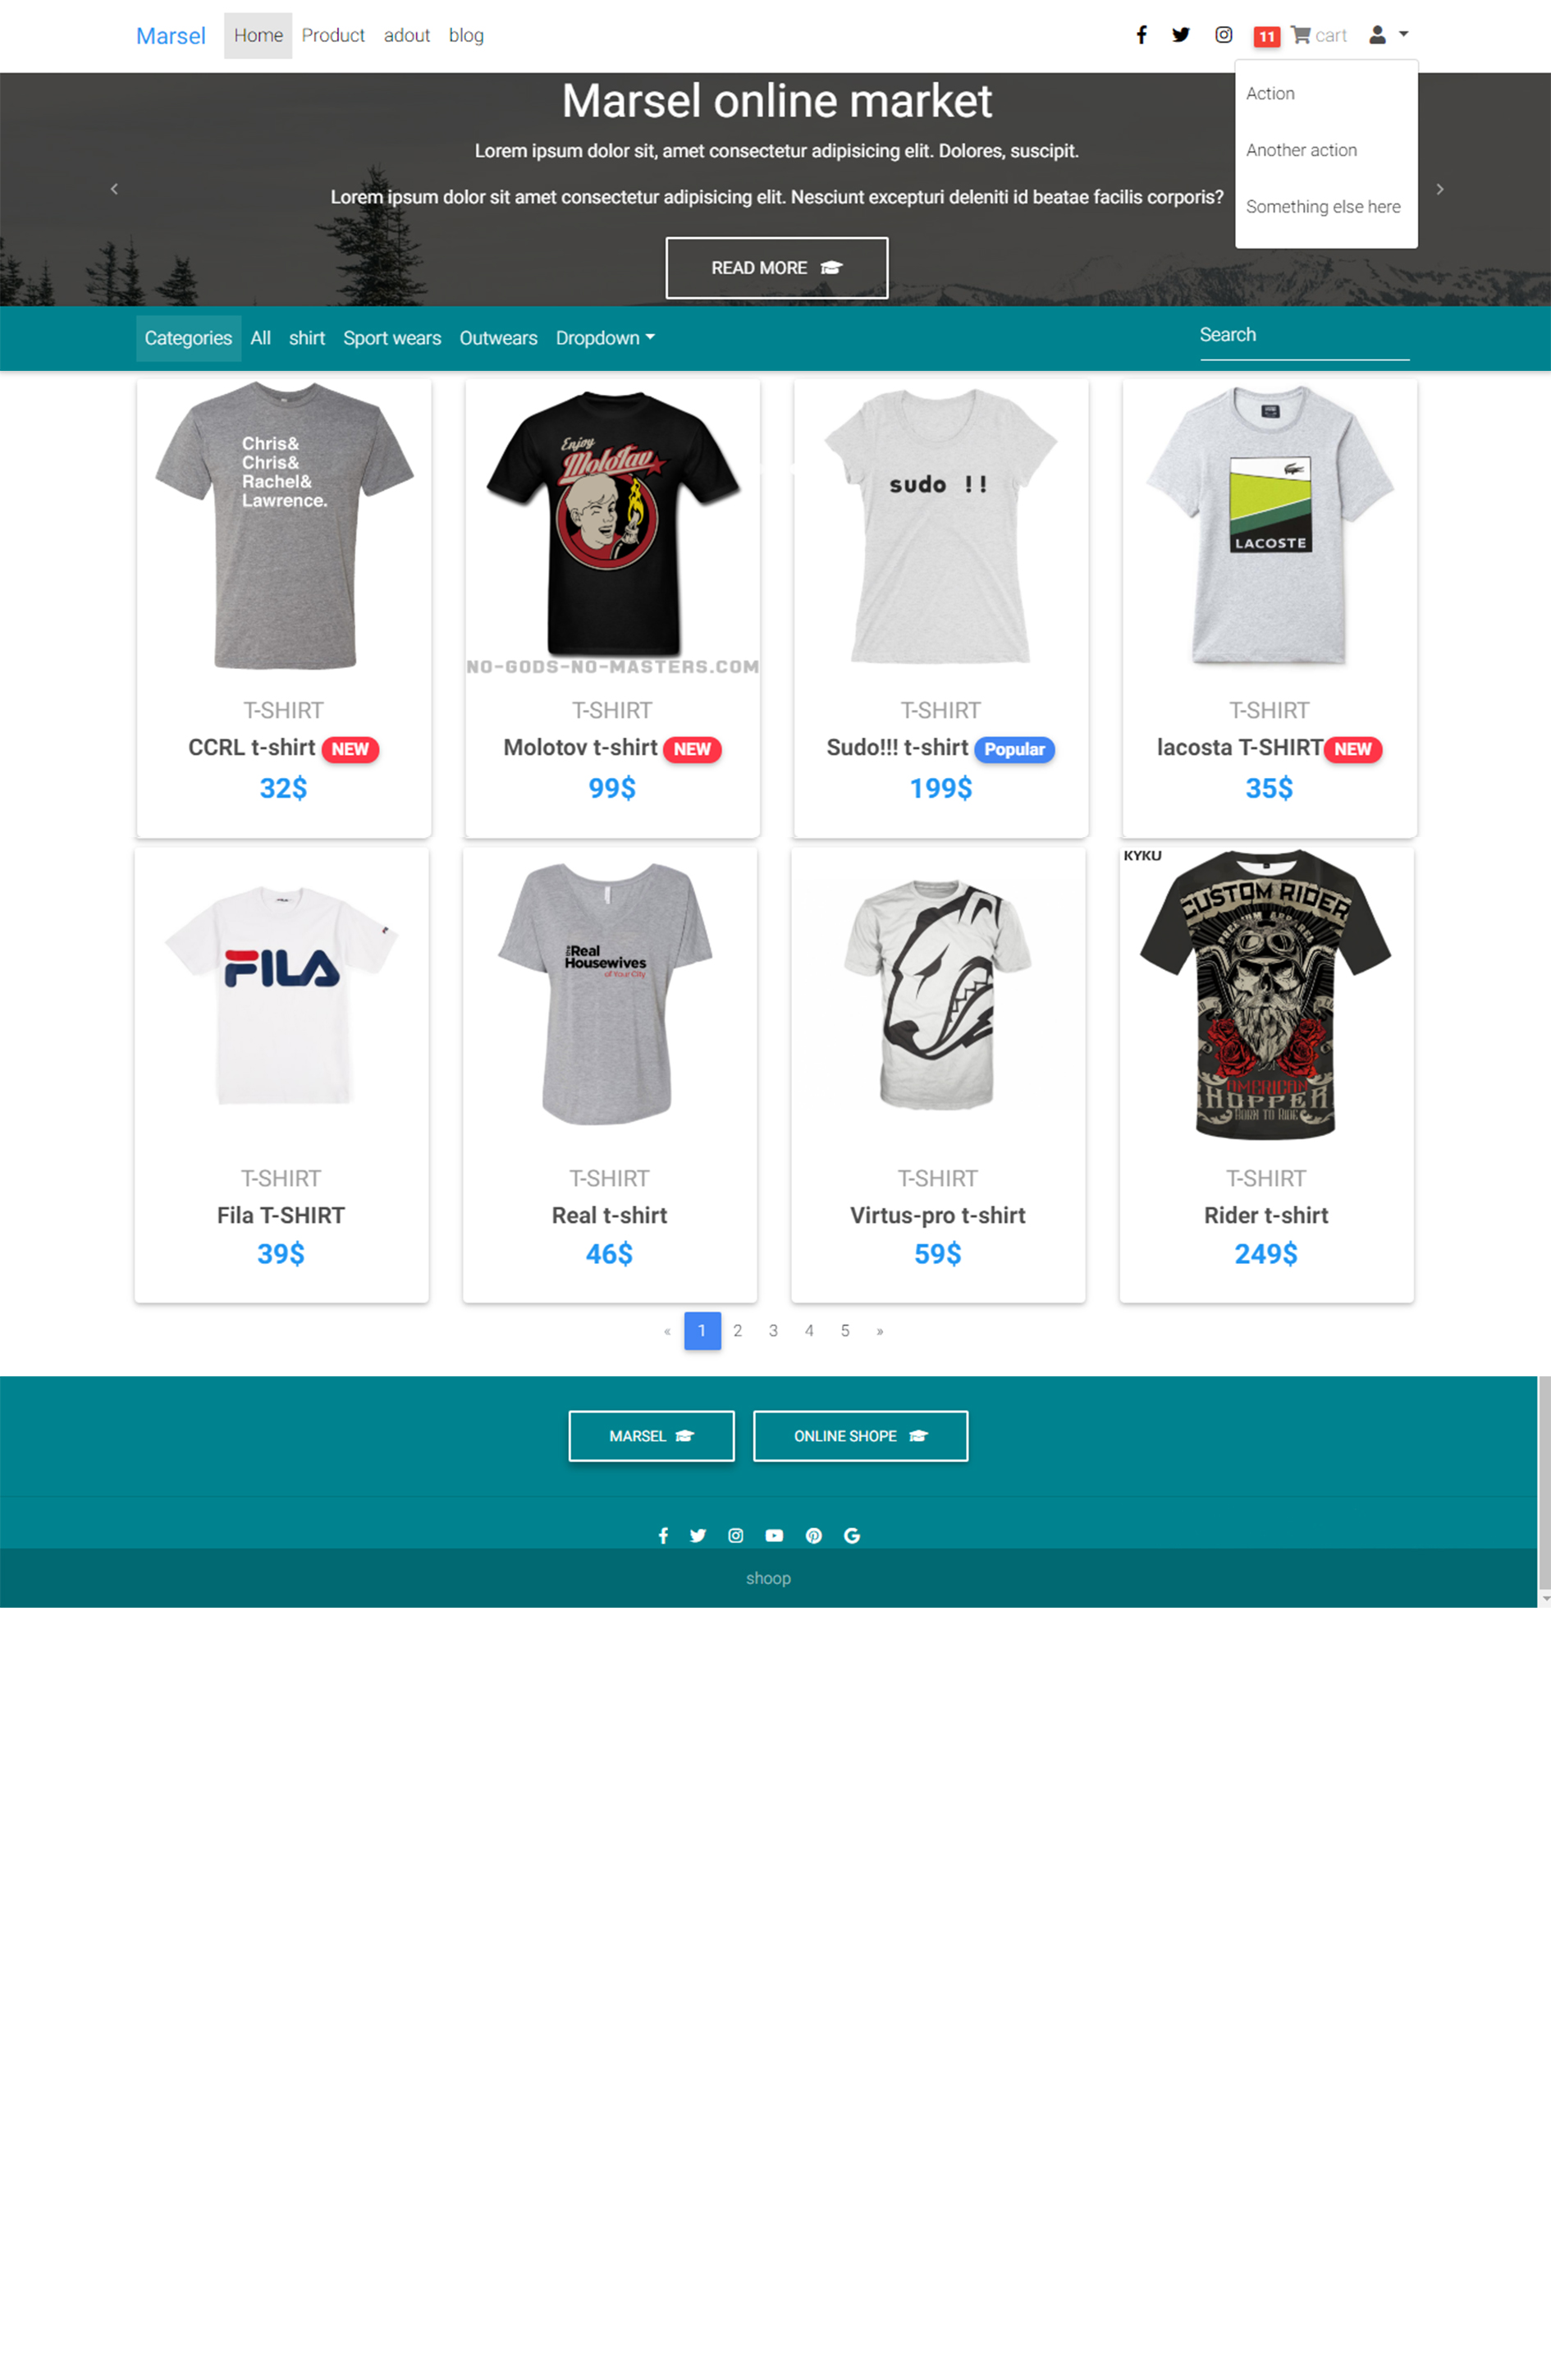 Marsel Home Product adout blog 11 cart
Action
Another action
Something else here
Marsel online market
Lorem ipsum dolor sit, amet consectetur adipisicing elit. Dolores, suscipit.
Lorem ipsum dolor sit amet consectetur adipisicing elit. Nesciunt excepturi deleniti id beatae facilis corporis?
READ MORE
Categories All shirt Sport wears Outwears Dropdown Search
Chris&
Chris&
Rachel&
Lawrence.
Enjoy
Molotav
NO-GODS-NO-MASTERS.COM
sudo !!
LACOSTE
T-SHIRT T-SHIRT T-SHIRT T-SHIRT
CCRL t-shirt NEW Molotov t-shirt NEW Sudo!!! t-shirt Popular lacosta T-SHIRT NEW
32$ 99$ 199$ 35$
FILA
the Real
Housewives
of Your City
KYKU
CUSTOM RIDER
AMERICAN
HOPPER
BORN TO RIDE
T-SHIRT T-SHIRT T-SHIRT T-SHIRT
Fila T-SHIRT Real t-shirt Virtus-pro t-shirt Rider t-shirt
39$ 46$ 59$ 249$
« 1 2 3 4 5 »
MARSEL ONLINE SHOPE
shoop